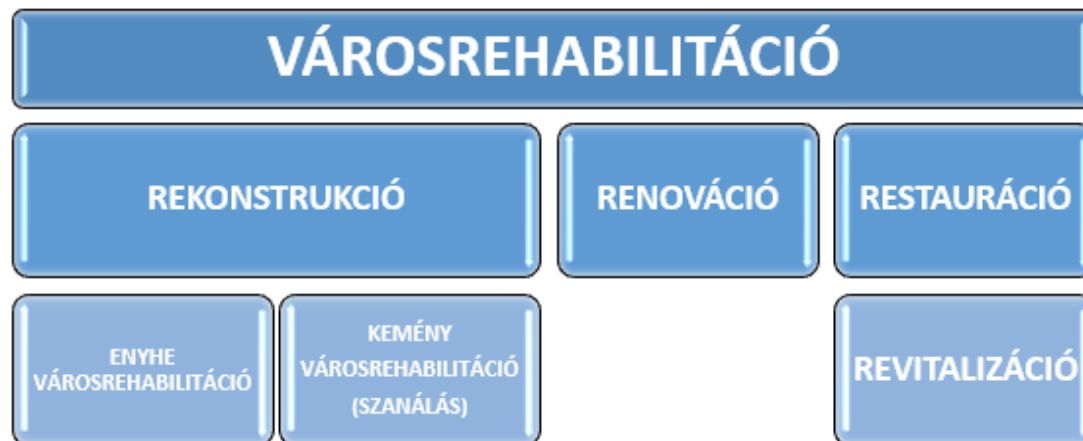 VÁROSREHABILITÁCIÓ
REKONSTRUKCIÓ
RENOVÁCIÓ
RESTAURÁCIÓ
ENYHE
VÁROSREHABILITÁCIÓ
KEMÉNY
VÁROSREHABILITÁCIÓ
(SZANÁLÁS)
REVITALIZÁCIÓ